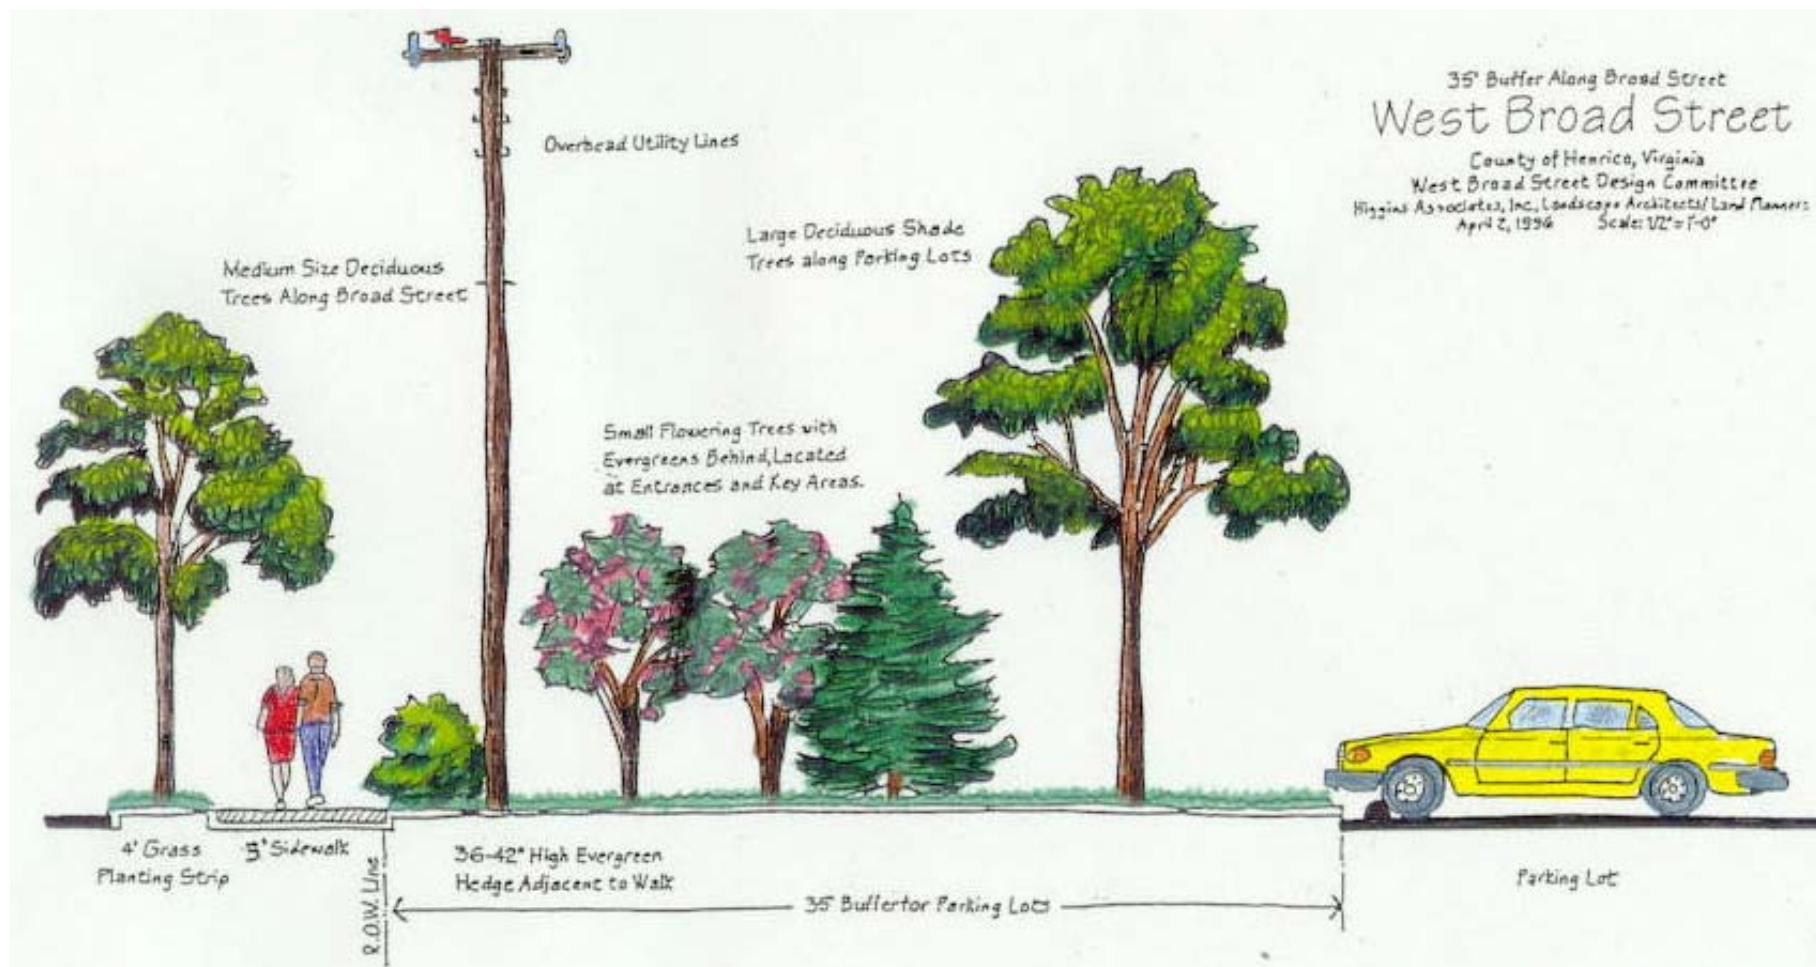 35' Buffer Along Broad Street
West Broad Street
County of Henrico, Virginia
West Broad Street Design Committee
Higgins Associates, Inc., Landscape Architects/Land Planners
April 2, 1996 Scale: 1/2"=1'-0"
Overhead Utility Lines
Large Deciduous Shade
Trees along Parking Lots
Medium Size Deciduous
Trees Along Broad Street
Small Flowering Trees with
Evergreens Behind, Located
at Entrances and Key Areas.
4' Grass
Planting Strip
Sidewalk
R.O.W. Line
36-42" High Evergreen
Hedge Adjacent to Walk
35' Buffer for Parking Lots
Parking Lot